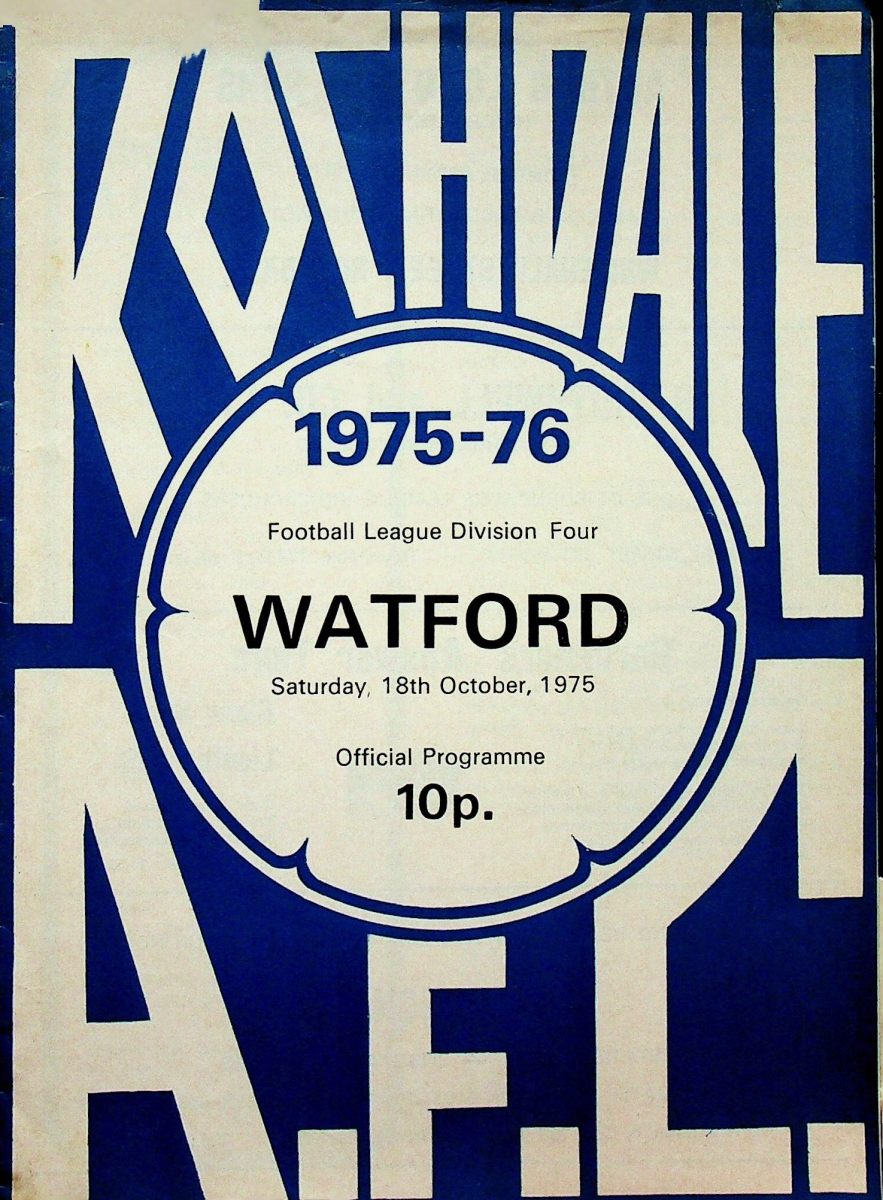 ROCHDALE
1975-76
Football League Division Four
WATFORD
Saturday, 18th October, 1975
Official Programme
10p.
A.F.C.